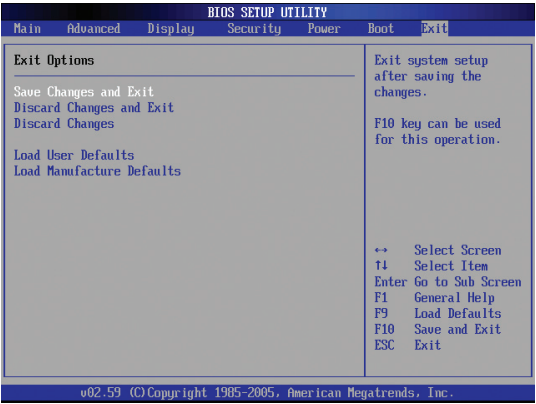 BIOS SETUP UTILITY
Main Advanced Display Security Power Boot Exit
Exit Options
Save Changes and Exit
Discard Changes and Exit
Discard Changes
Load User Defaults
Load Manufacture Defaults
Exit system setup
after saving the
changes.
F10 key can be used
for this operation.
↔ Select Screen
↑↓ Select Item
Enter Go to Sub Screen
F1 General Help
F9 Load Defaults
F10 Save and Exit
ESC Exit
v02.59 (C)Copyright 1985-2005, American Megatrends, Inc.